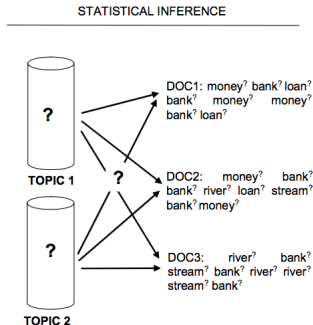 STATISTICAL INFERENCE
?
TOPIC 1
?
?
TOPIC 2
DOC1: money? bank? loan?
bank? money? money?
bank? loan?
DOC2: money? bank?
bank? river? loan? stream?
bank? money?
DOC3: river? bank?
stream? bank? river? river?
stream? bank?